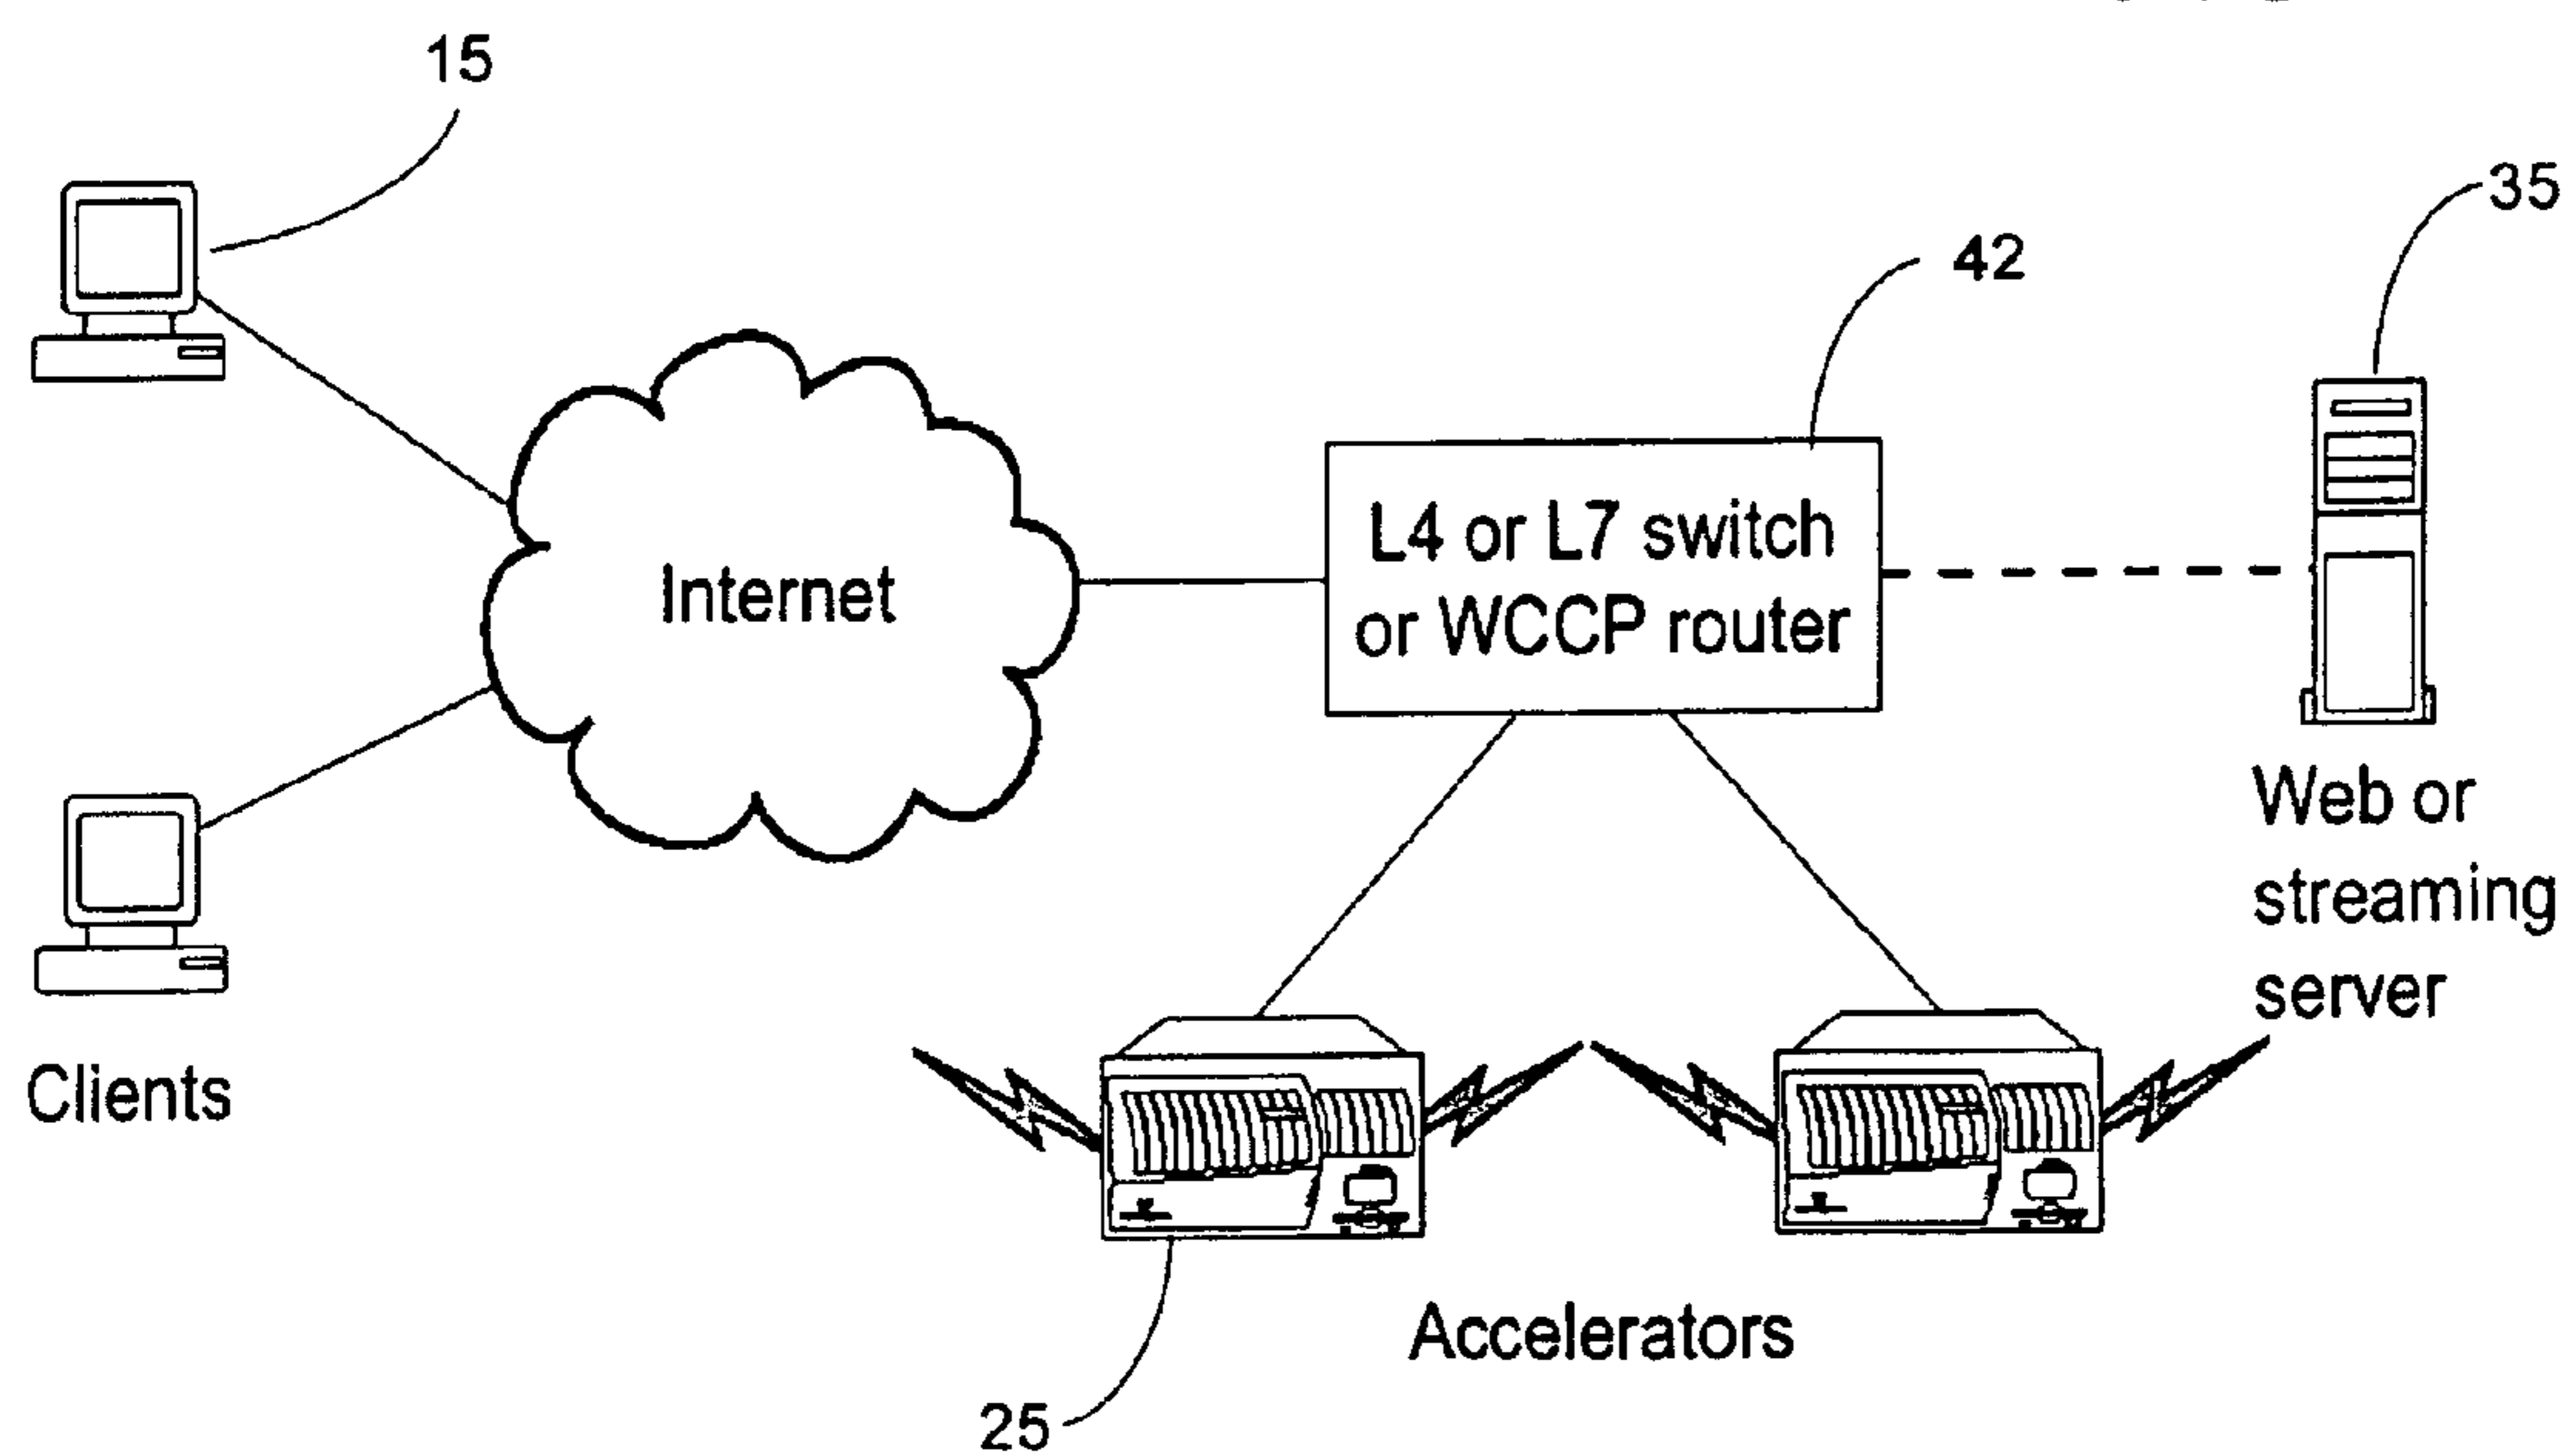 15
35
42
L4 or L7 switch
or WCCP router
Internet
Web or
streaming
server
Clients
Accelerators
25